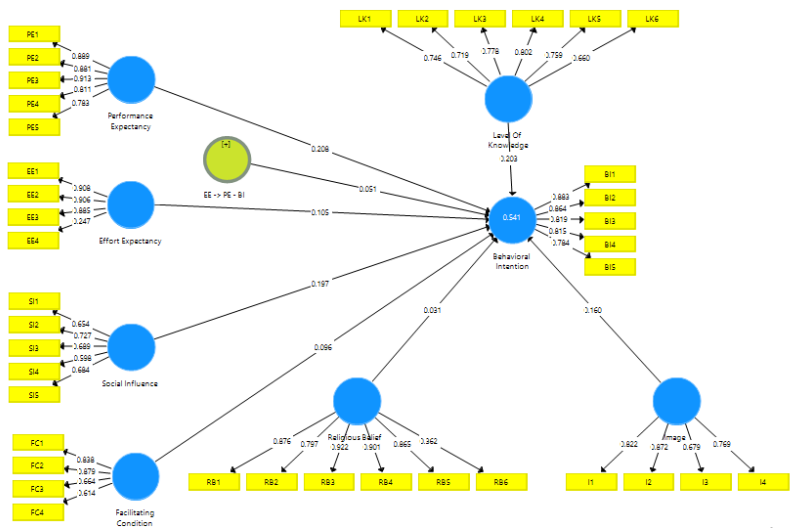 LK1 LK2 LK3 LK4 LK5 LK6
0.746 0.719 0.778 0.802 0.759 0.660
Level Of
Knowledge
0.203
PE1
PE2
PE3
PE4
PE5
0.889
0.881
0.913
0.811
0.783
Performance
Expectancy
0.208
[+]
EE -> PE - BI
0.051
EE1
EE2
EE3
EE4
0.908
0.906
0.885
0.247
Effort Expectancy
0.105
0.541
Behavioral
Intention
BI1
BI2
BI3
BI4
BI5
0.883
0.864
0.819
0.815
0.784
SI1
SI2
SI3
SI4
SI5
0.654
0.727
0.689
0.598
0.684
Social Influence
0.197
0.096
0.031
0.160
FC1
FC2
FC3
FC4
0.838
0.879
0.664
0.614
Facilitating
Condition
Religious Belief
0.876 0.797 0.922 0.901 0.865 0.362
RB1 RB2 RB3 RB4 RB5 RB6
Image
0.822 0.872 0.679 0.769
I1 I2 I3 I4